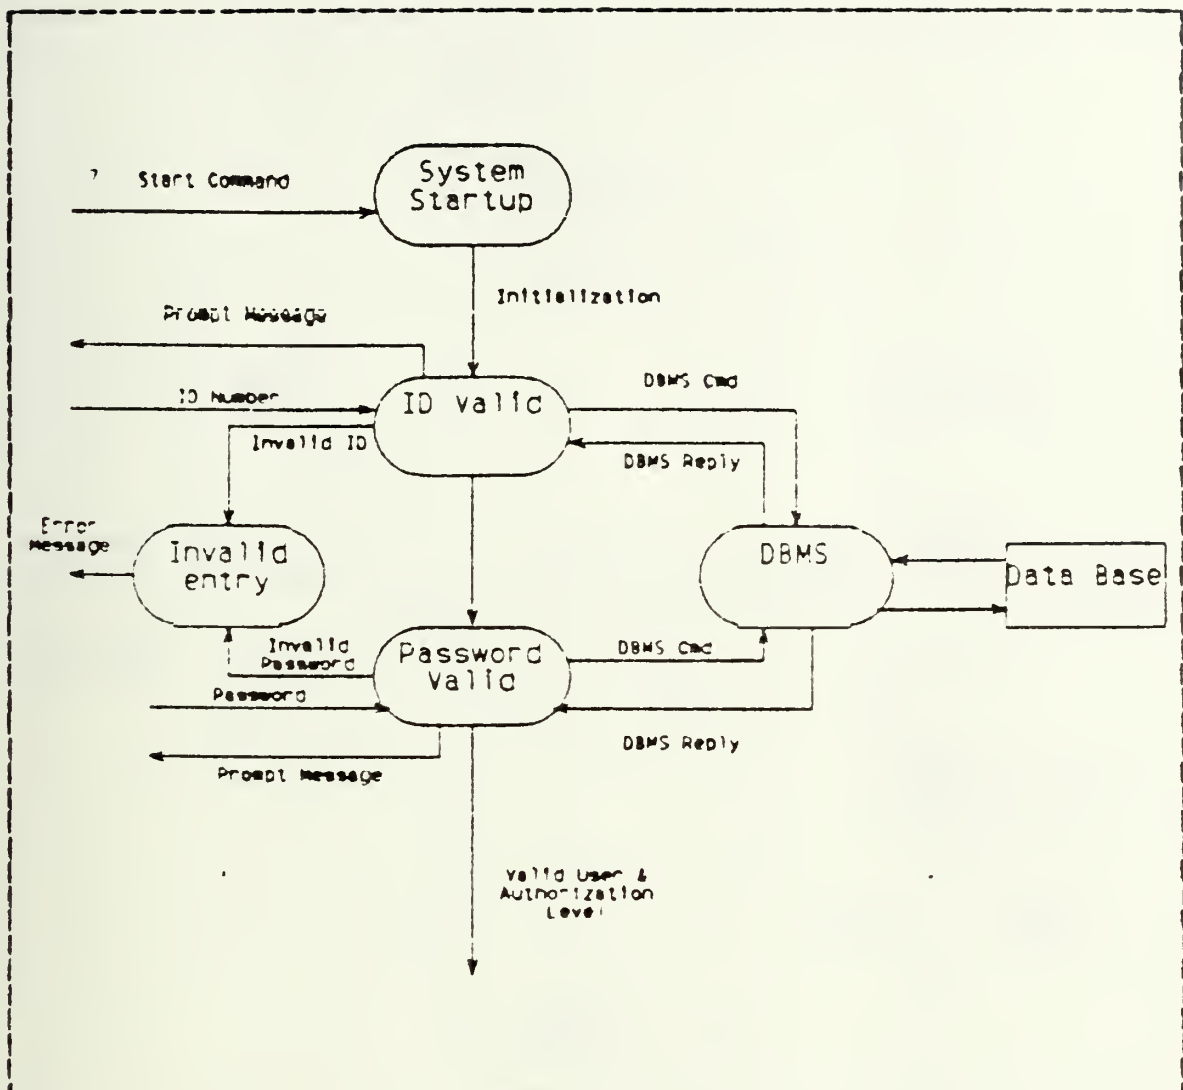 System
Startup
Start Command
Initialization
Prompt Message
ID Valid
DBMS Cmd
ID Number
Invalid ID
DBMS Reply
Error
Message
Invalid
entry
DBMS
Data Base
Invalid
Password
Password
Valid
DBMS Cmd
Password
DBMS Reply
Prompt Message
Valid User &
Authorization
Level